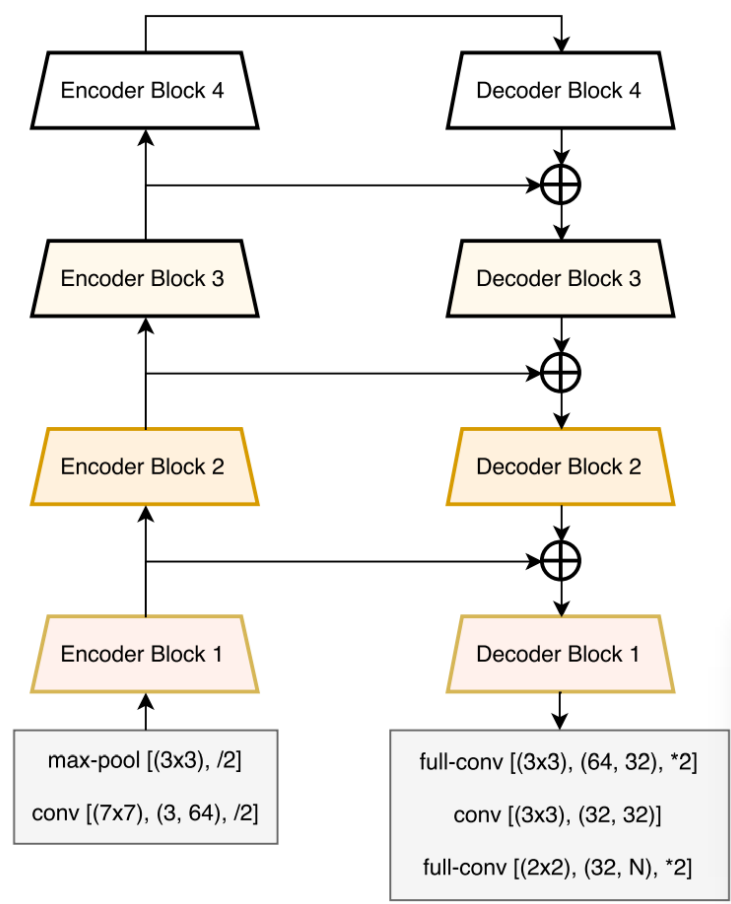 Encoder Block 4
Decoder Block 4
Encoder Block 3
Decoder Block 3
Encoder Block 2
Decoder Block 2
Encoder Block 1
Decoder Block 1
max-pool [(3x3), /2]
conv [(7x7), (3, 64), /2]
full-conv [(3x3), (64, 32), *2]
conv [(3x3), (32, 32)]
full-conv [(2x2), (32, N), *2]